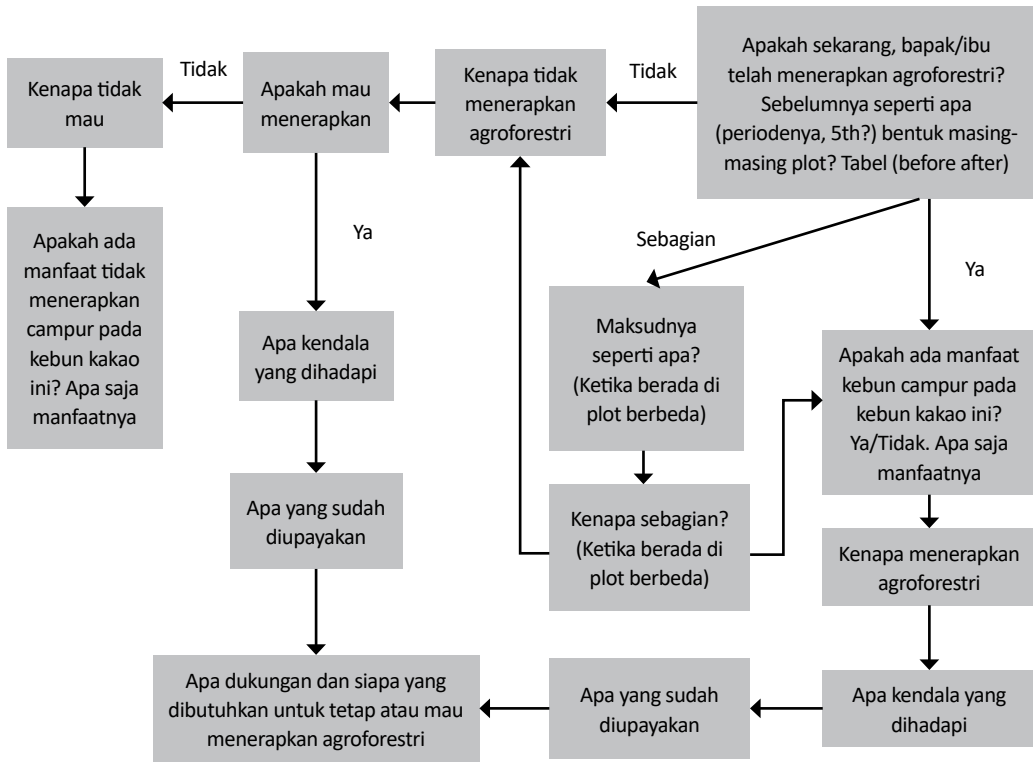 Apakah sekarang, bapak/ibu
telah menerapkan agroforestri?
Sebelumnya seperti apa
(periodenya, 5th?) bentuk masing-
masing plot? Tabel (before after)
Tidak
Kenapa tidak
menerapkan
agroforestri
Apakah mau
menerapkan
Tidak
Kenapa tidak
mau
Apakah ada
manfaat tidak
menerapkan
campur pada
kebun kakao
ini? Apa saja
manfaatnya
Ya
Apa kendala
yang dihadapi
Apa yang sudah
diupayakan
Sebagian
Maksudnya
seperti apa?
(Ketika berada di
plot berbeda)
Kenapa sebagian?
(Ketika berada di
plot berbeda)
Ya
Apakah ada manfaat
kebun campur pada
kebun kakao ini?
Ya/Tidak. Apa saja
manfaatnya
Kenapa menerapkan
agroforestri
Apa kendala yang
dihadapi
Apa yang sudah
diupayakan
Apa dukungan dan siapa yang
dibutuhkan untuk tetap atau mau
menerapkan agroforestri